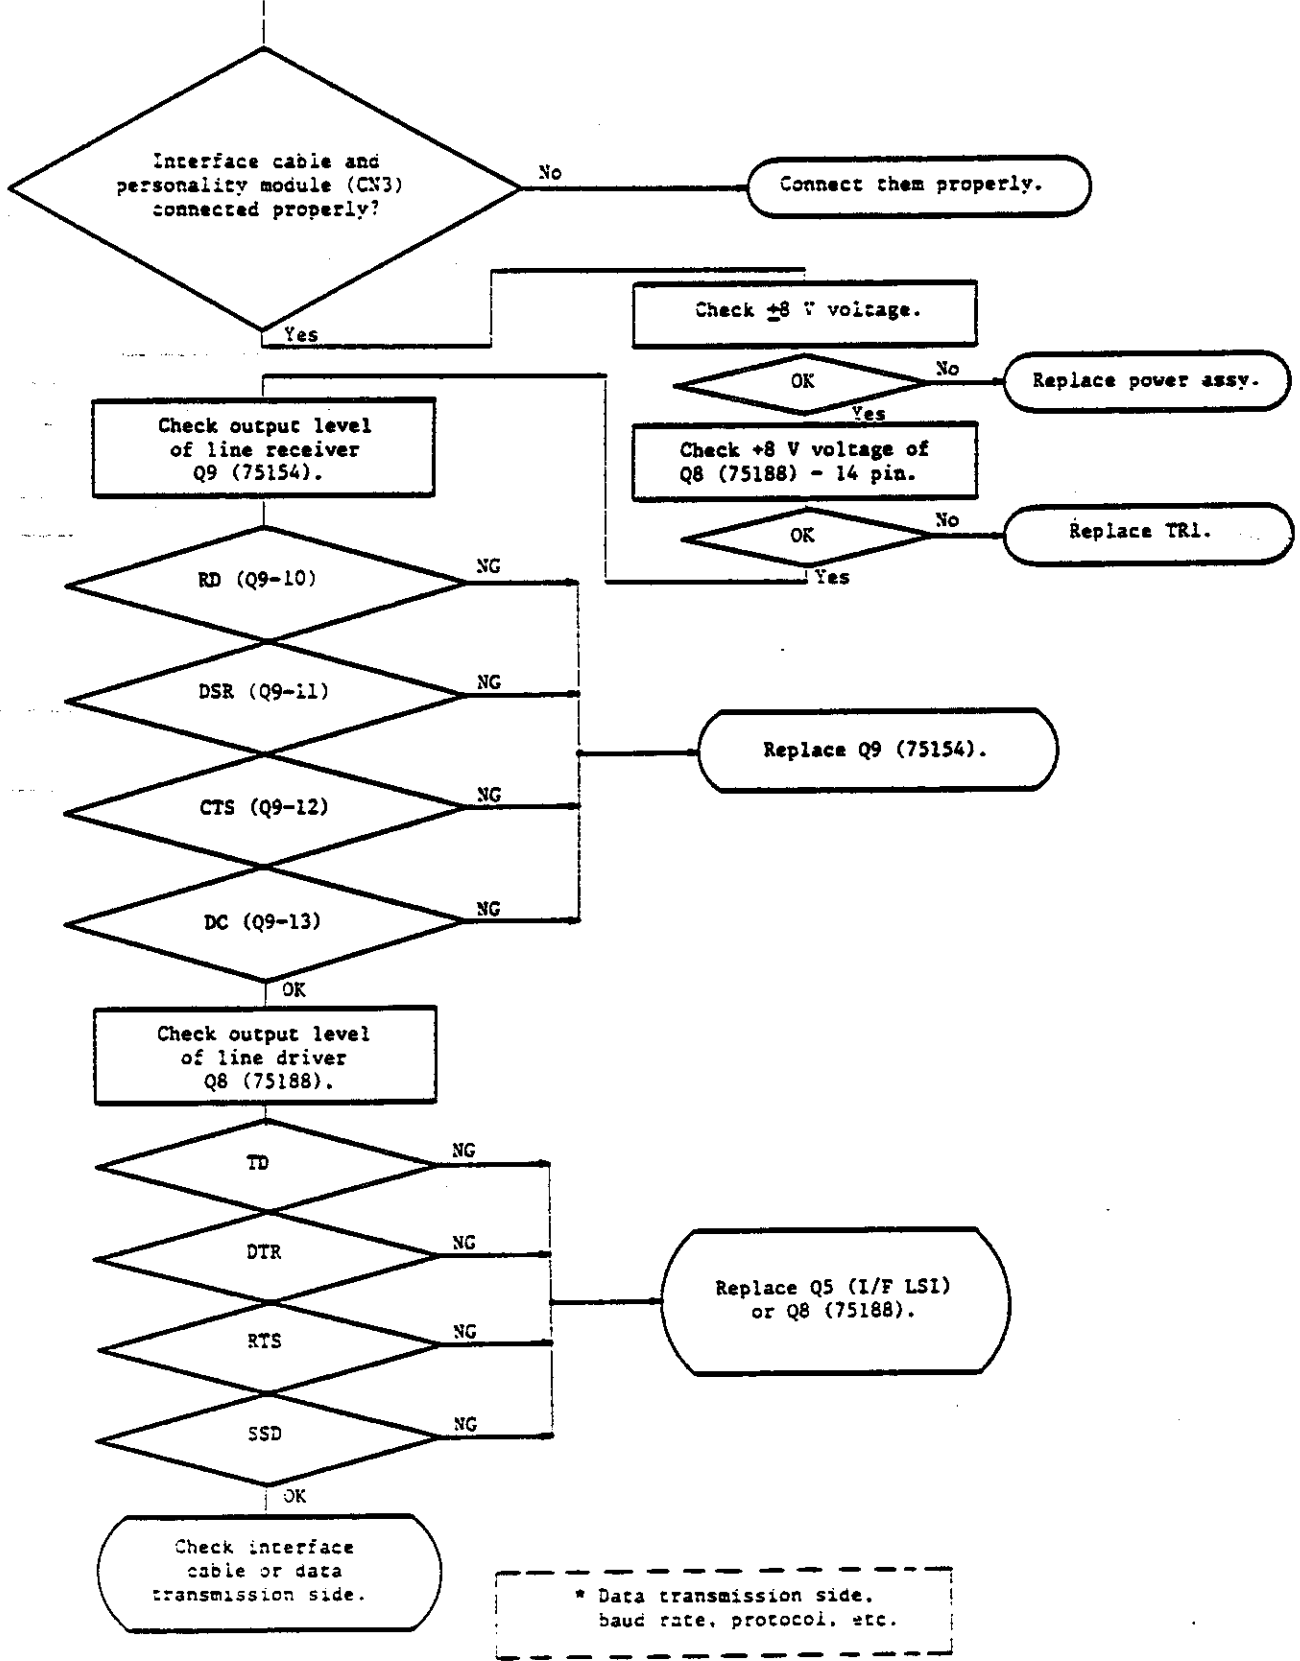 Interface cable and
personality module (CN3)
connected properly?
No
Connect them properly.
Yes
Check ±8 V voltage.
OK
No
Replace power assy.
Yes
Check +8 V voltage of
Q8 (75188) - 14 pin.
OK
No
Replace TR1.
Yes
Check output level
of line receiver
Q9 (75154).
RD (Q9-10)
NG
DSR (Q9-11)
NG
CTS (Q9-12)
NG
DC (Q9-13)
NG
Replace Q9 (75154).
OK
Check output level
of line driver
Q8 (75188).
TD
NG
DTR
NG
RTS
NG
SSD
NG
Replace Q5 (I/F LSI)
or Q8 (75188).
OK
Check interface
cable or data
transmission side.
* Data transmission side,
baud rate, protocol, etc.